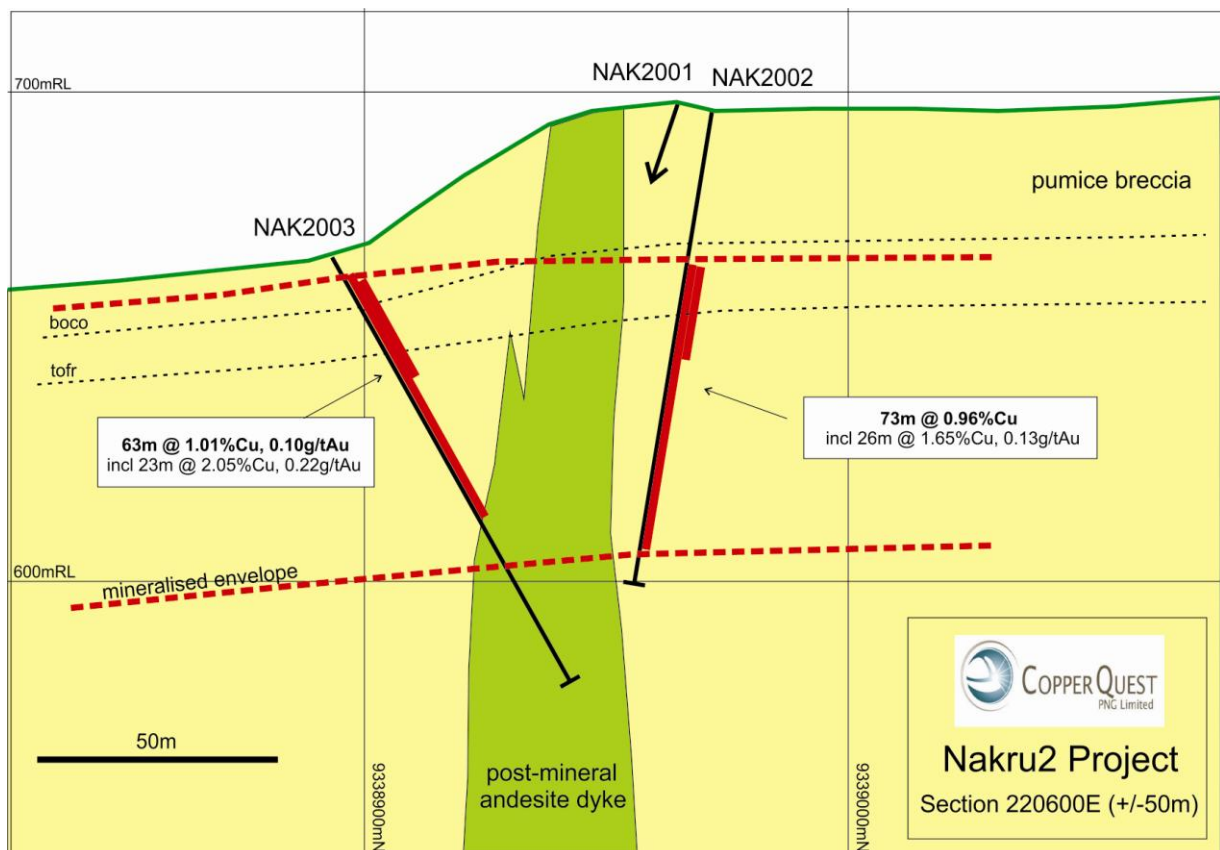 700mRL
NAK2001
NAK2002
pumice breccia
NAK2003
boco
tofr
63m @ 1.01%Cu, 0.10g/tAu
incl 23m @ 2.05%Cu, 0.22g/tAu
73m @ 0.96%Cu
incl 26m @ 1.65%Cu, 0.13g/tAu
600mRL
mineralised envelope
50m
post-mineral
andesite dyke
9338900mN
9339000mN
COPPERQUEST
PNG Limited
Nakru2 Project
Section 220600E (+/-50m)